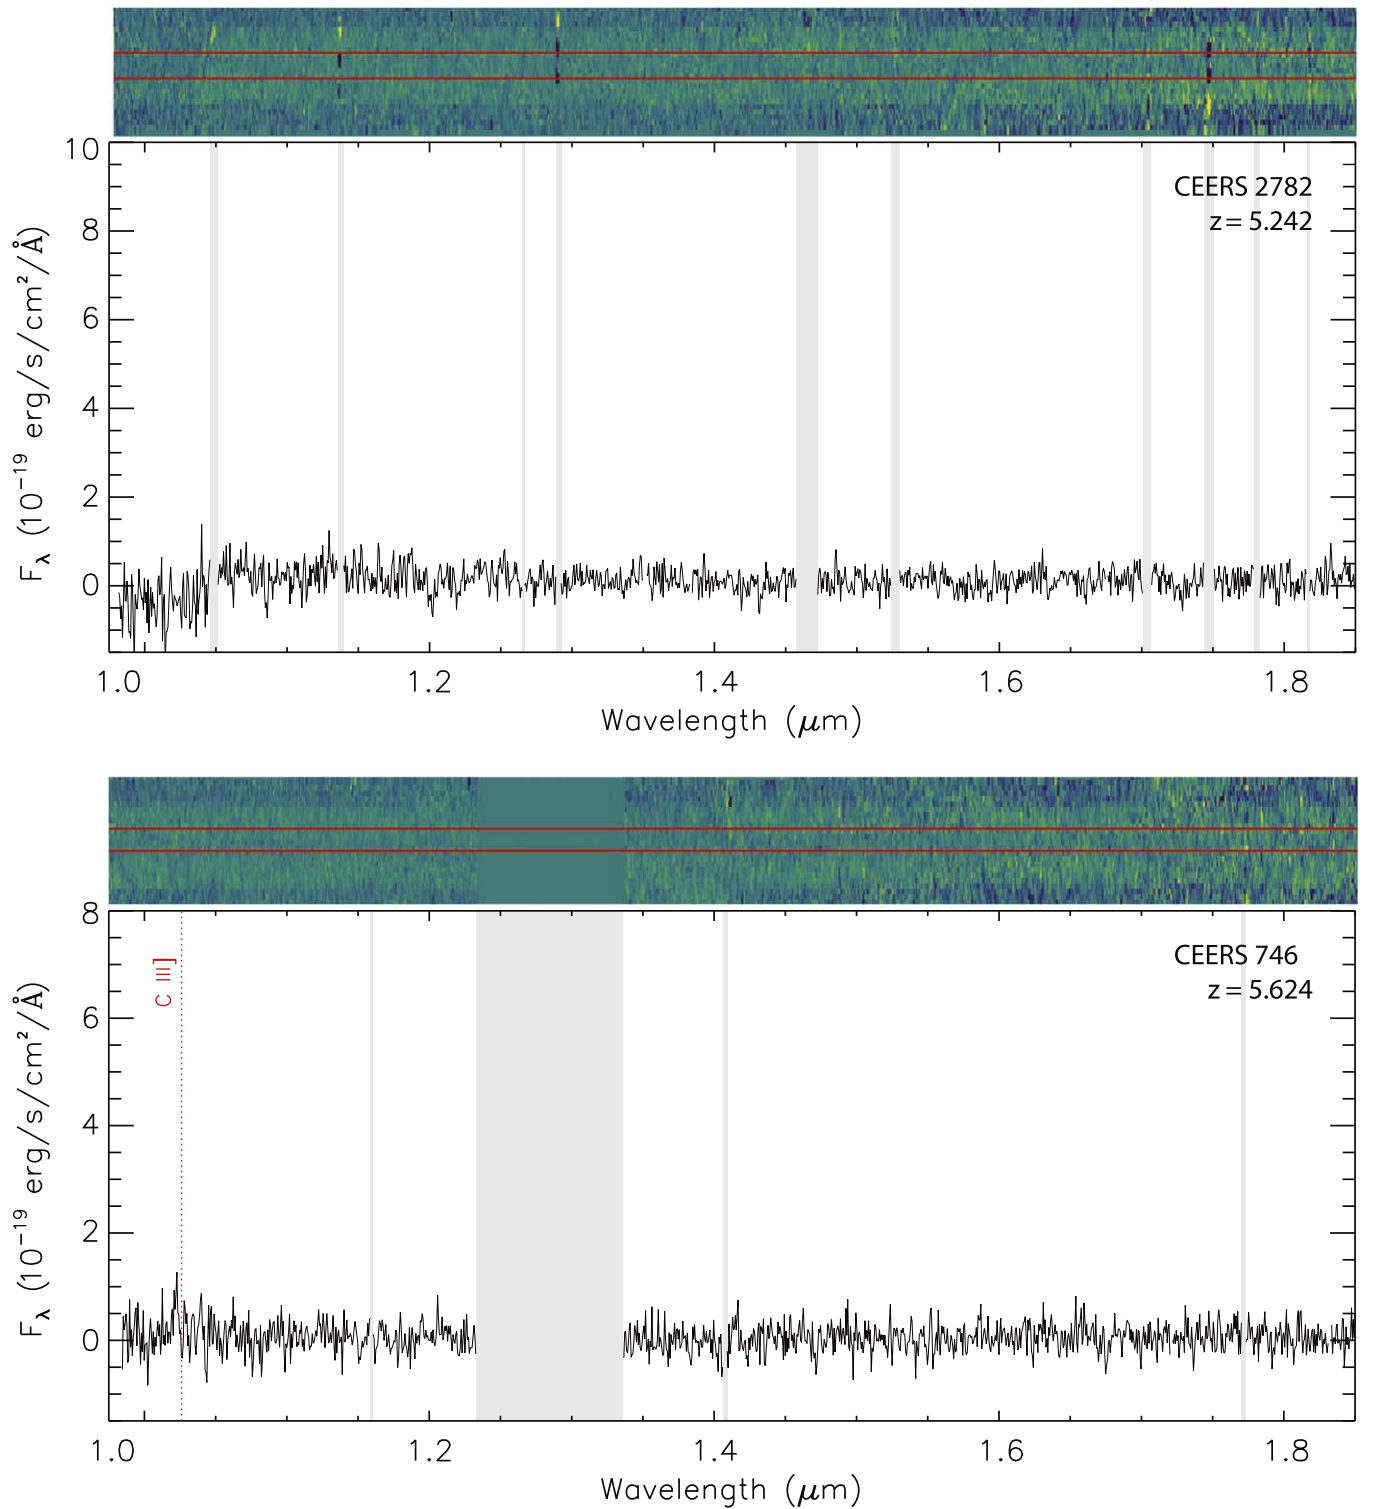 10
8
6
4
2
0
F_λ (10⁻¹⁹ erg/s/cm²/Å)
CEERS 2782
z = 5.242
1.0 1.2 1.4 1.6 1.8
Wavelength (μm)
8
6
4
2
0
F_λ (10⁻¹⁹ erg/s/cm²/Å)
C III]
CEERS 746
z = 5.624
1.0 1.2 1.4 1.6 1.8
Wavelength (μm)